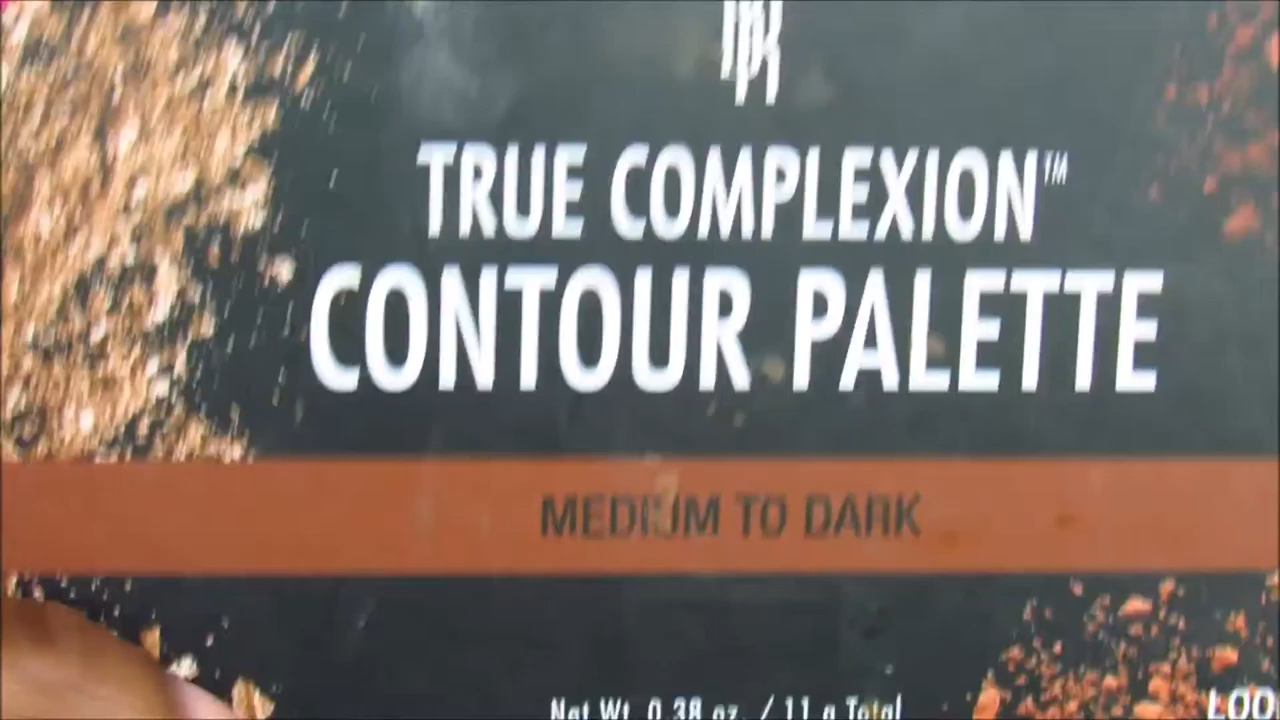 TRUE COMPLEXION™
CONTOUR PALETTE
MEDIUM TO DARK
Net Wt. 0.38 oz. / 11 g Total